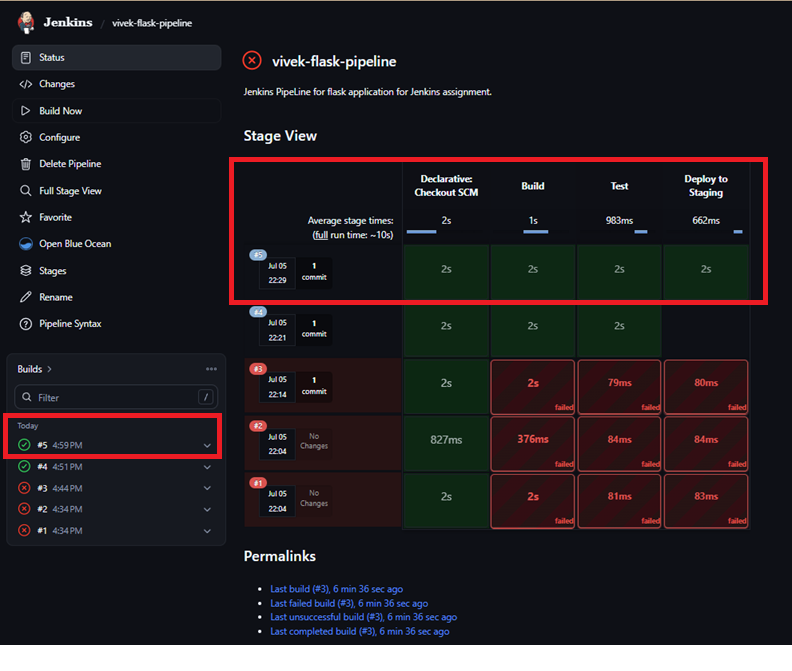 Jenkins / vivek-flask-pipeline
Status
Changes
Build Now
Configure
Delete Pipeline
Full Stage View
Favorite
Open Blue Ocean
Stages
Rename
Pipeline Syntax
Builds
Filter /
Today
#5 4:59 PM
#4 4:51 PM
#3 4:44 PM
#2 4:34 PM
#1 4:34 PM
vivek-flask-pipeline
Jenkins PipeLine for flask application for Jenkins assignment.
Stage View
Declarative:
Checkout SCM
Build
Test
Deploy to
Staging
Average stage times:
(full run time: ~10s)
2s 1s 983ms 662ms
#5
Jul 05
22:29
1
commit
2s 2s 2s 2s
#4
Jul 05
22:21
1
commit
2s 2s 2s
#3
Jul 05
22:14
1
commit
2s 2s 79ms 80ms
failed failed failed
#2
Jul 05
22:04
No
Changes
827ms 376ms 84ms 84ms
failed failed failed
#1
Jul 05
22:04
No
Changes
2s 2s 81ms 83ms
failed failed failed
Permalinks
Last build (#3), 6 min 36 sec ago
Last failed build (#3), 6 min 36 sec ago
Last unsuccessful build (#3), 6 min 36 sec ago
Last completed build (#3), 6 min 36 sec ago